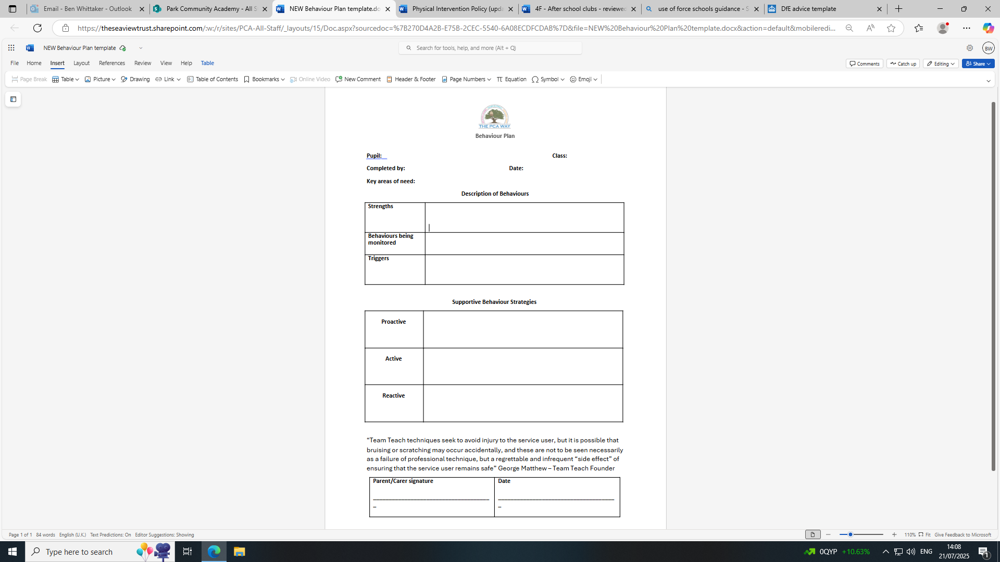 Email - Ben Whittaker - Outlook
Park Community Academy - All S
NEW Behaviour Plan template.do
Physical Intervention Policy (upda
4F - After school clubs - reviewed
use of force schools guidance - S
DfE advice template
https://theseaviewtrust.sharepoint.com/:w:/r/sites/PCA-All-Staff/_layouts/15/Doc.aspx?sourcedoc=%7B270D4A2B-E75B-2CEC-5540-6A08ECDFCDAB%7D&file=NEW%20Behaviour%20Plan%20template.docx&action=default&mobileredi...
NEW Behaviour Plan template
Search for tools, help, and more (Alt + Q)
BW
File Home Insert Layout References Review View Help Table
Comments Catch up Editing Share
Page Break Table Picture Drawing Link Table of Contents Bookmarks Online Video New Comment Header & Footer Page Numbers Equation Symbol Emoji
THE PCA WAY
Behaviour Plan
Pupil: Class:
Completed by: Date:
Key areas of need:
Description of Behaviours
Strengths
Behaviours being
monitored
Triggers
Supportive Behaviour Strategies
Proactive
Active
Reactive
“Team Teach techniques seek to avoid injury to the service user, but it is possible that
bruising or scratching may occur accidentally, and these are not to be seen necessarily
as a failure of professional technique, but a regrettable and infrequent “side effect” of
ensuring that the service user remains safe” George Matthew – Team Teach Founder
Parent/Carer signature Date
Page 1 of 1 84 words English (U.K.) Text Predictions: On Editor Suggestions: Showing
110% Fit Give Feedback to Microsoft
Type here to search
0QYP +10.63%
ENG
14:08
21/07/2025
1